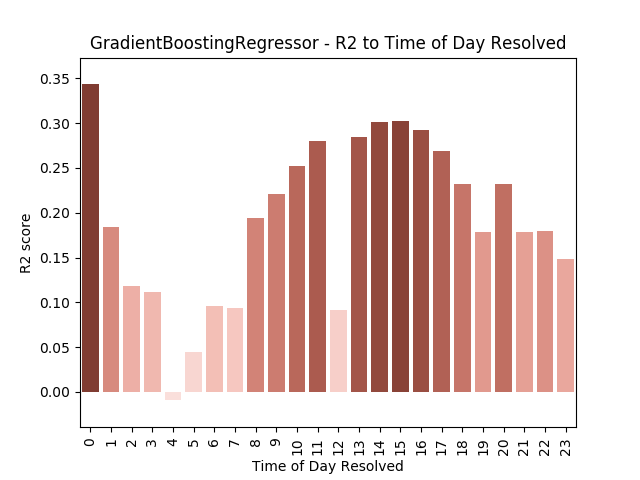 GradientBoostingRegressor - R2 to Time of Day Resolved
R2 score
0.35
0.30
0.25
0.20
0.15
0.10
0.05
0.00
0 1 2 3 4 5 6 7 8 9 10 11 12 13 14 15 16 17 18 19 20 21 22 23
Time of Day Resolved